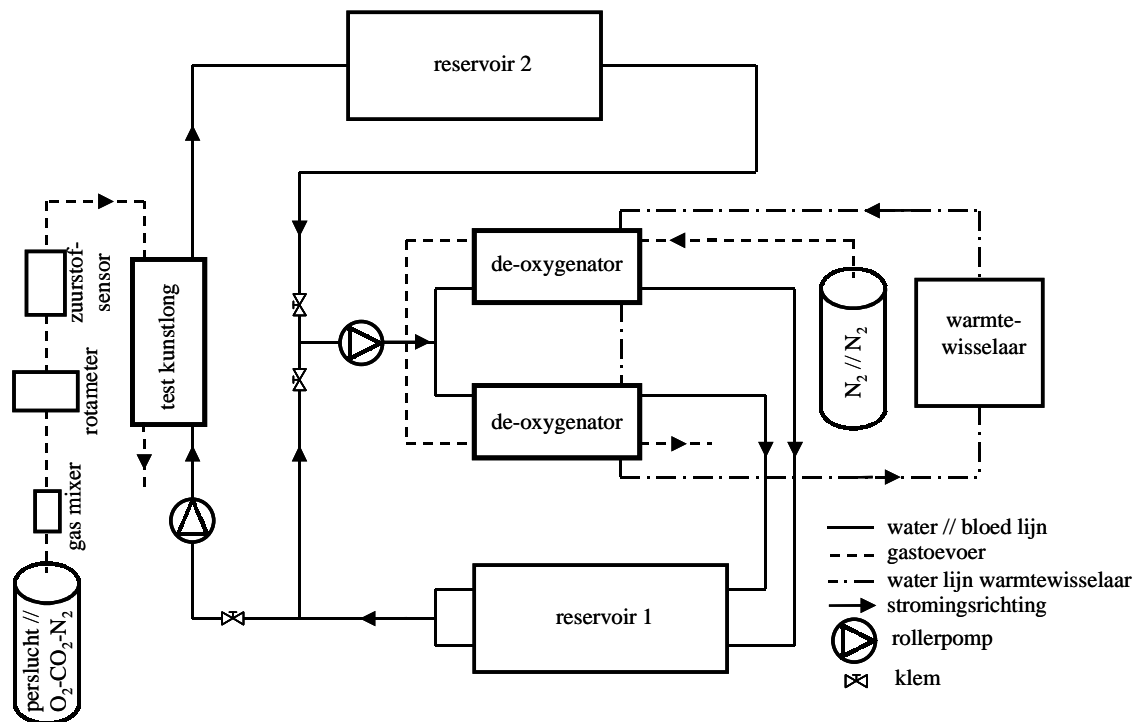 reservoir 2
zuurstof-
sensor
rotameter
gas mixer
perslucht //
O₂-CO₂-N₂
test kunstlong
de-oxygenator
de-oxygenator
N₂ // N₂
warmte-
wisselaar
reservoir 1
water // bloed lijn
gastoevoer
water lijn warmtewisselaar
stromingsrichting
rollerpomp
klem